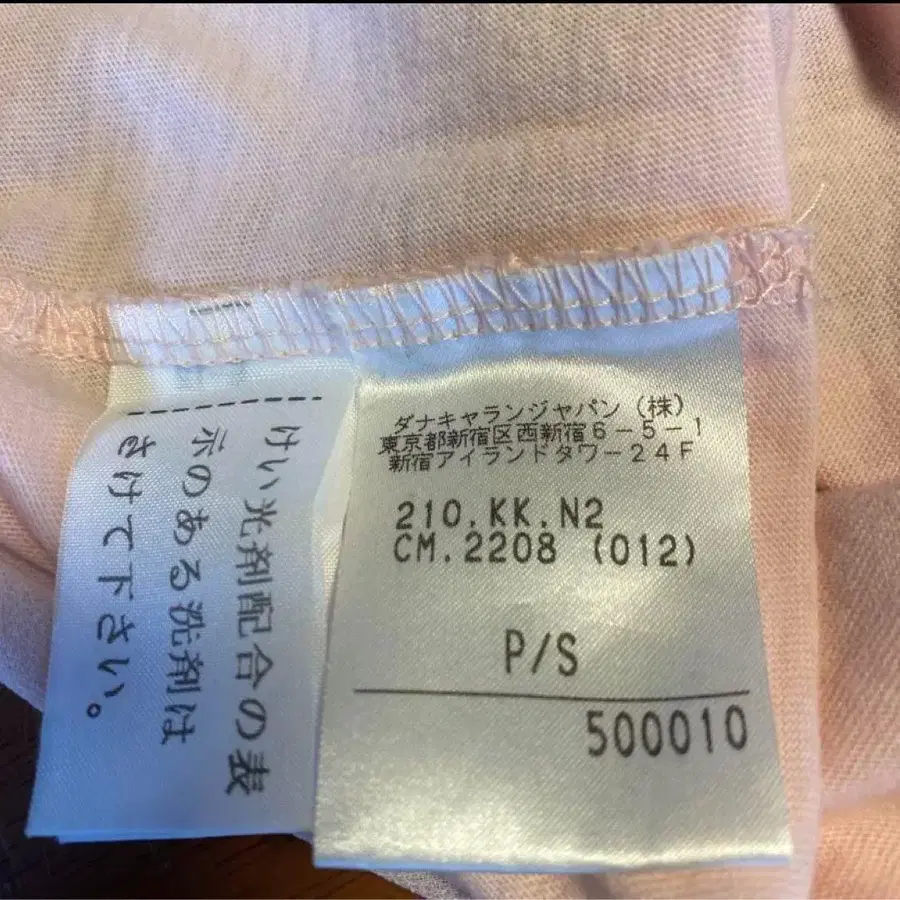 けい光剤配合の表
示のある洗剤は
さけて下さい。
ダナキャランジャパン（株）
東京都新宿区西新宿６－５－１
新宿アイランドタワー２４Ｆ
210.KK.N2
CM.2208 (012)
P/S
500010